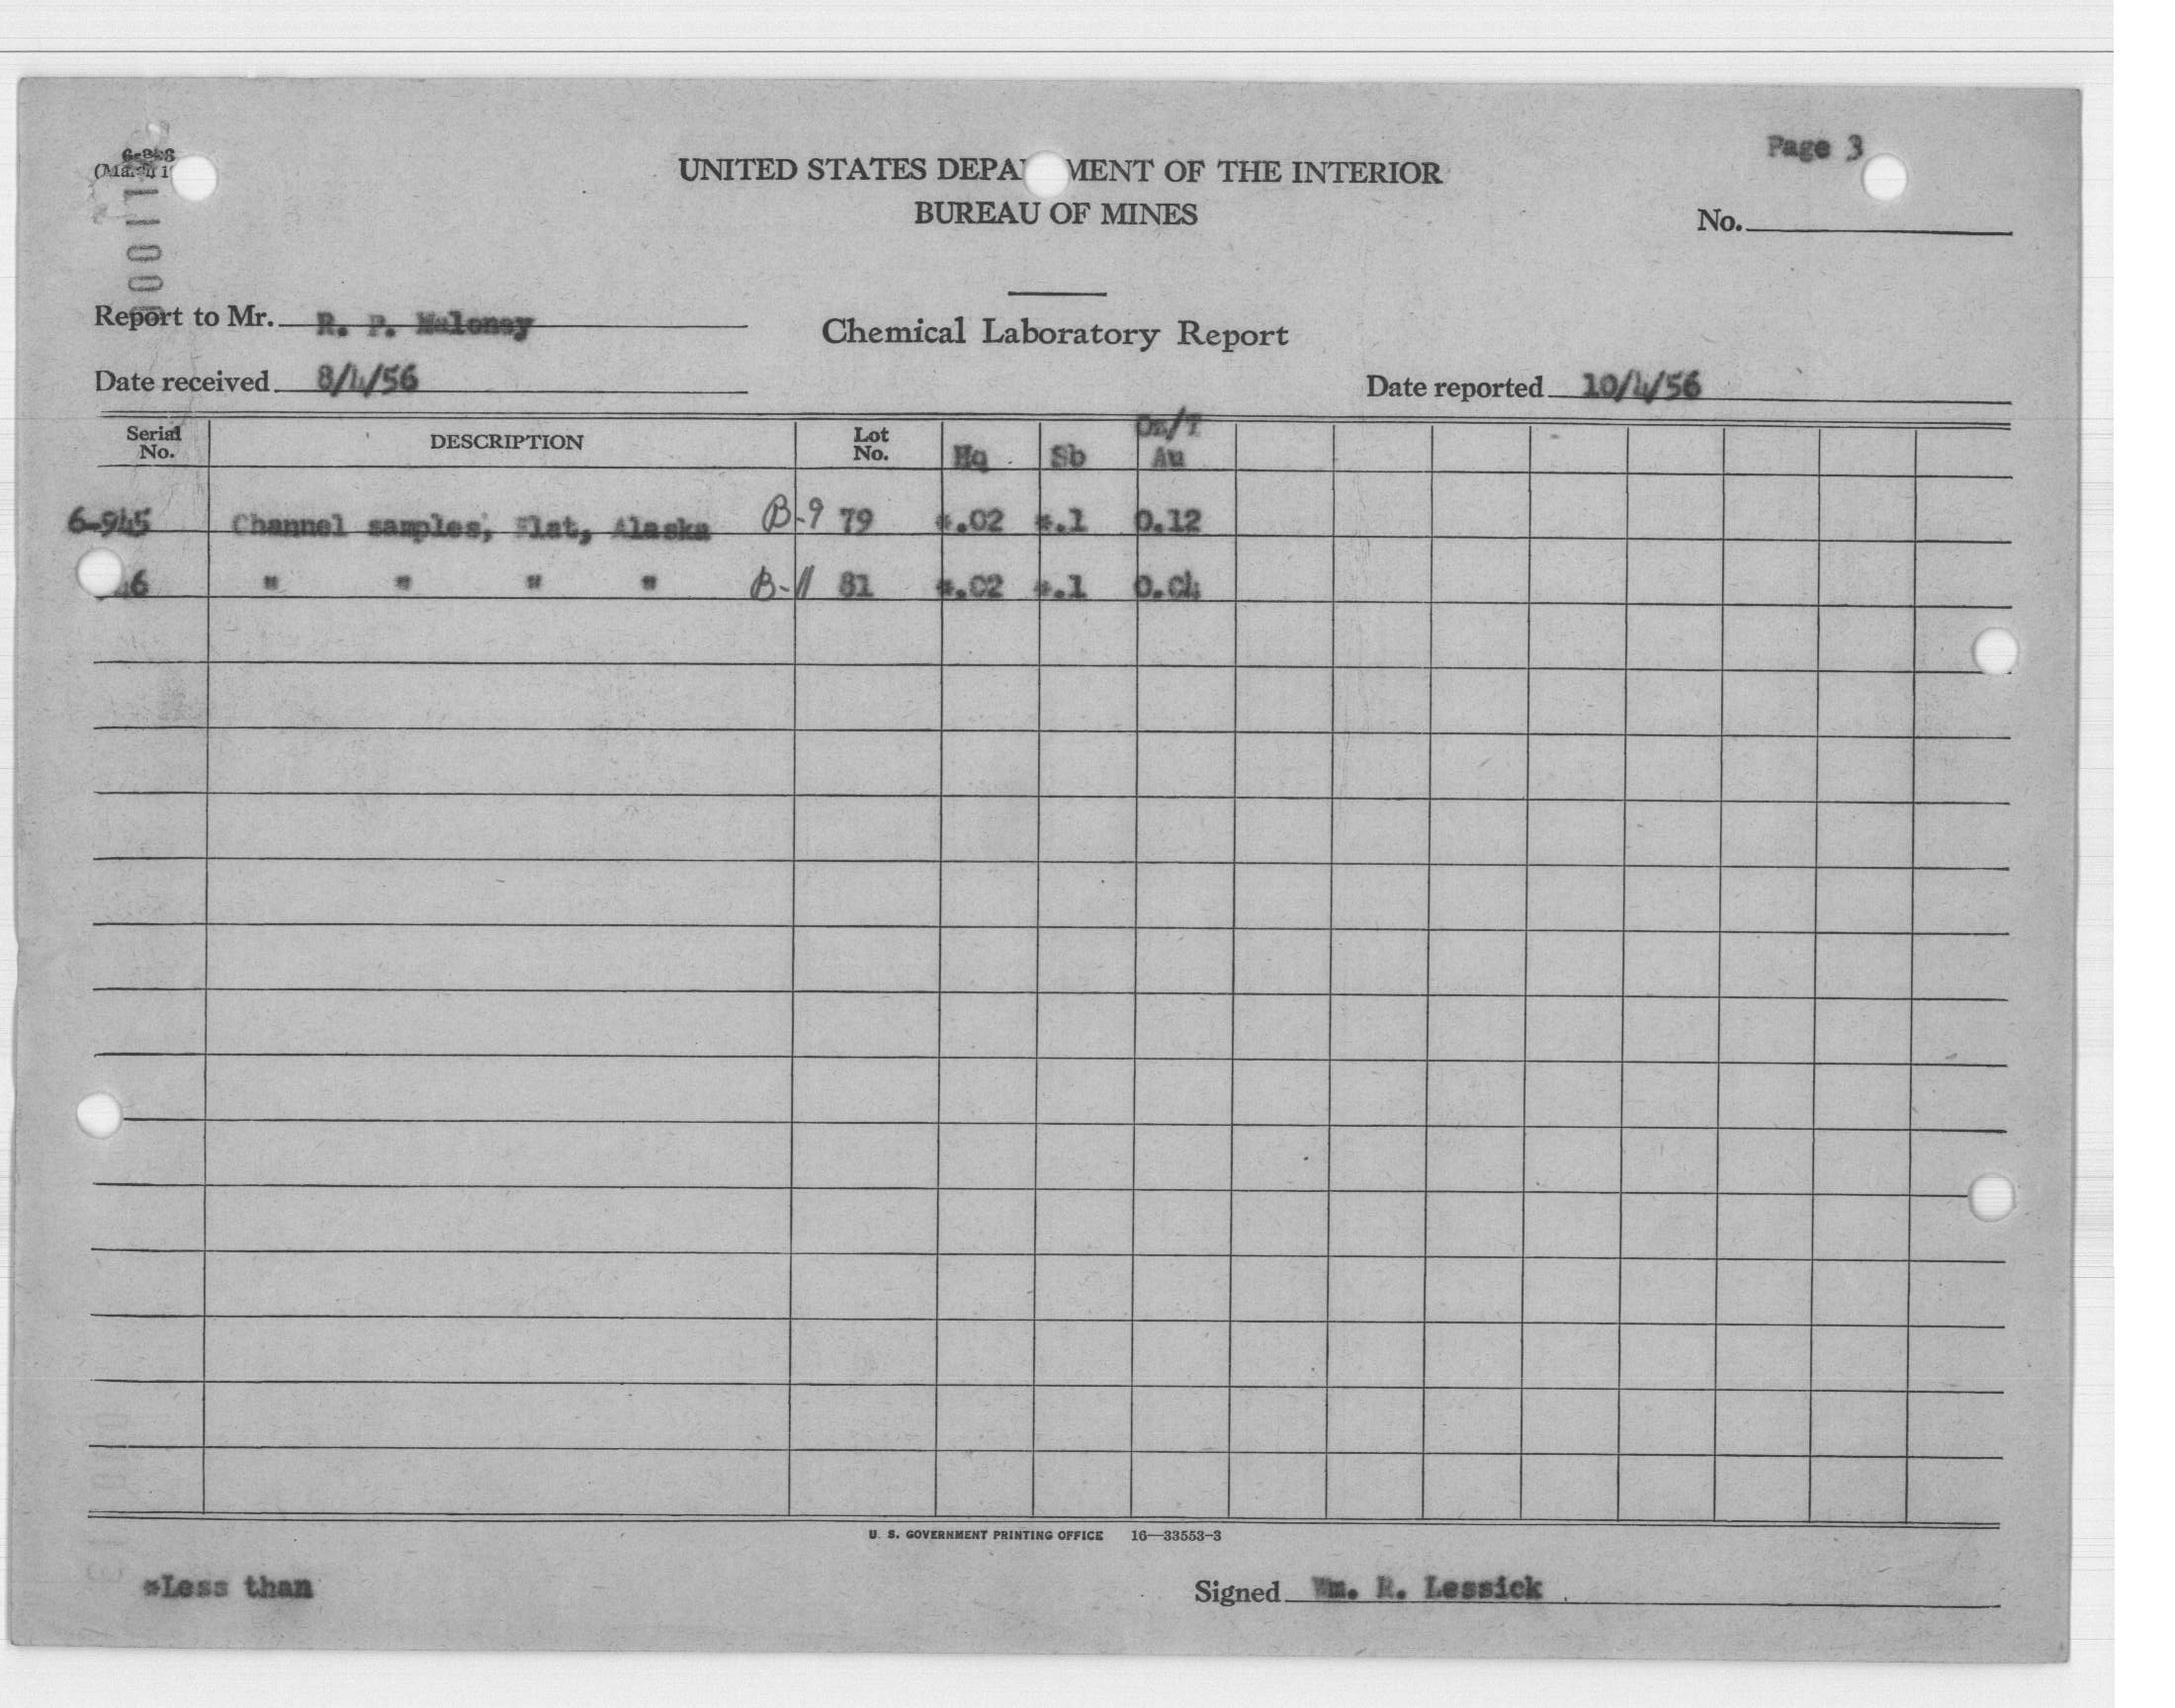 Page 3
UNITED STATES DEPA MENT OF THE INTERIOR
BUREAU OF MINES
No.
Report to Mr. R. P. Maloney
Chemical Laboratory Report
Date received 8/4/56
Date reported 10/4/56
Serial No. DESCRIPTION Lot No. Hg Sb Oz/T Au
6-945 Channel samples, Flat, Alaska B-9 79 *.02 *.1 0.12
46 " " " " B-11 81 *.02 *.1 0.04
U. S. GOVERNMENT PRINTING OFFICE 16—33553-3
*Less than
Signed Wm. R. Lessick